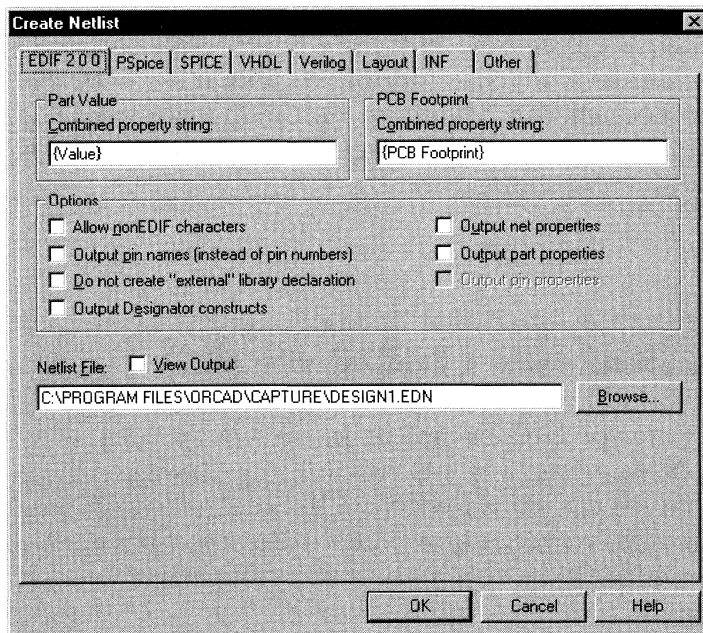 Create Netlist
EDIF 2 0 0 PSpice SPICE VHDL Verilog Layout INF Other
Part Value
Combined property string:
{Value}
PCB Footprint
Combined property string:
{PCB Footprint}
Options
Allow nonEDIF characters
Output pin names (instead of pin numbers)
Do not create "external" library declaration
Output Designator constructs
Output net properties
Output part properties
Output pin properties
Netlist File: View Output
C:\PROGRAM FILES\ORCAD\CAPTURE\DESIGN1.EDN
Browse...
OK Cancel Help